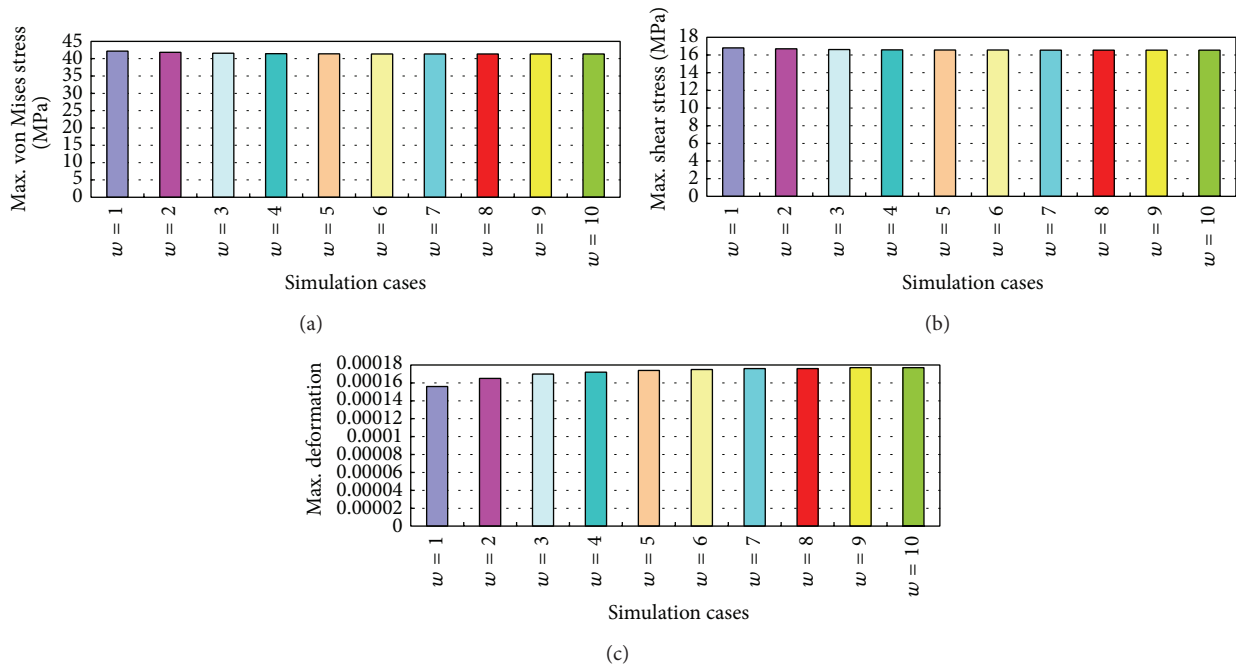 Max. von Mises stress
(MPa)
45
40
35
30
25
20
15
10
5
0
w = 1
w = 2
w = 3
w = 4
w = 5
w = 6
w = 7
w = 8
w = 9
w = 10
Simulation cases
(a)
Max. shear stress (MPa)
18
16
14
12
10
8
6
4
2
0
w = 1
w = 2
w = 3
w = 4
w = 5
w = 6
w = 7
w = 8
w = 9
w = 10
Simulation cases
(b)
Max. deformation
0.00018
0.00016
0.00014
0.00012
0.0001
0.00008
0.00006
0.00004
0.00002
0
w = 1
w = 2
w = 3
w = 4
w = 5
w = 6
w = 7
w = 8
w = 9
w = 10
Simulation cases
(c)